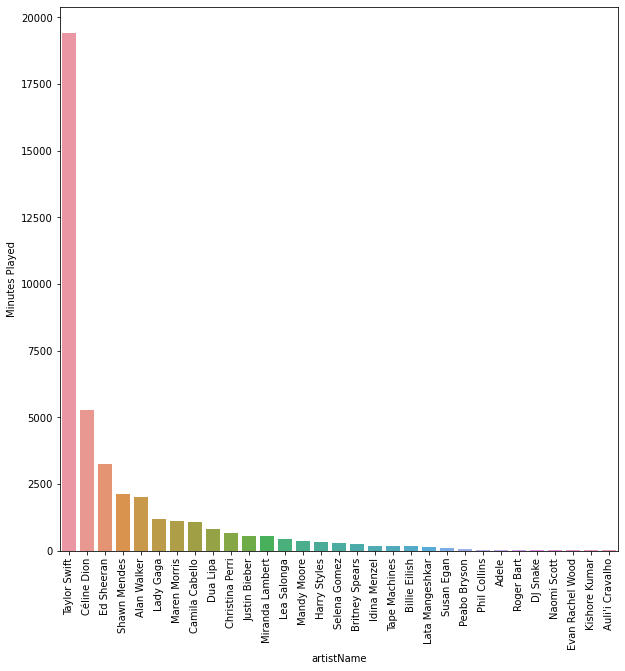 20000
17500
15000
12500
10000
7500
5000
2500
0
Minutes Played
Taylor Swift
Céline Dion
Ed Sheeran
Shawn Mendes
Alan Walker
Lady Gaga
Maren Morris
Camila Cabello
Dua Lipa
Christina Perri
Justin Bieber
Miranda Lambert
Lea Salonga
Mandy Moore
Harry Styles
Selena Gomez
Britney Spears
Idina Menzel
Tape Machines
Billie Eilish
Lata Mangeshkar
Susan Egan
Peabo Bryson
Phil Collins
Adele
Roger Bart
DJ Snake
Naomi Scott
Evan Rachel Wood
Kishore Kumar
Auli'i Cravalho
artistName